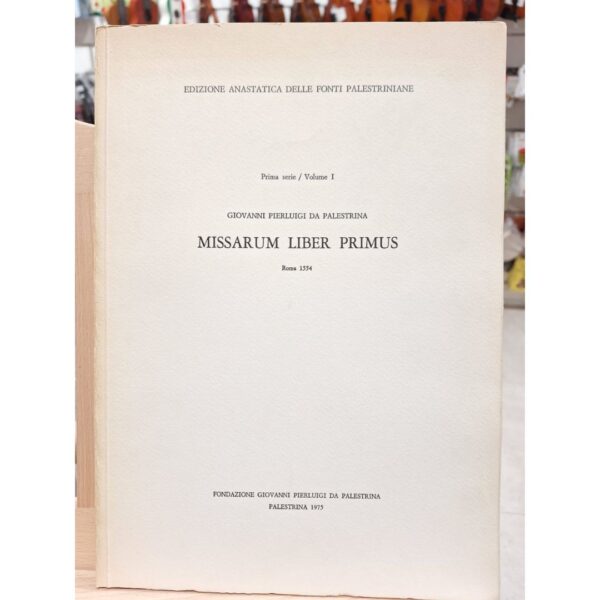 EDIZIONE ANASTATICA DELLE FONTI PALESTRINIANE
Prima serie / Volume I
GIOVANNI PIERLUIGI DA PALESTRINA
MISSARUM LIBER PRIMUS
Roma 1554
FONDAZIONE GIOVANNI PIERLUIGI DA PALESTRINA
PALESTRINA 1975